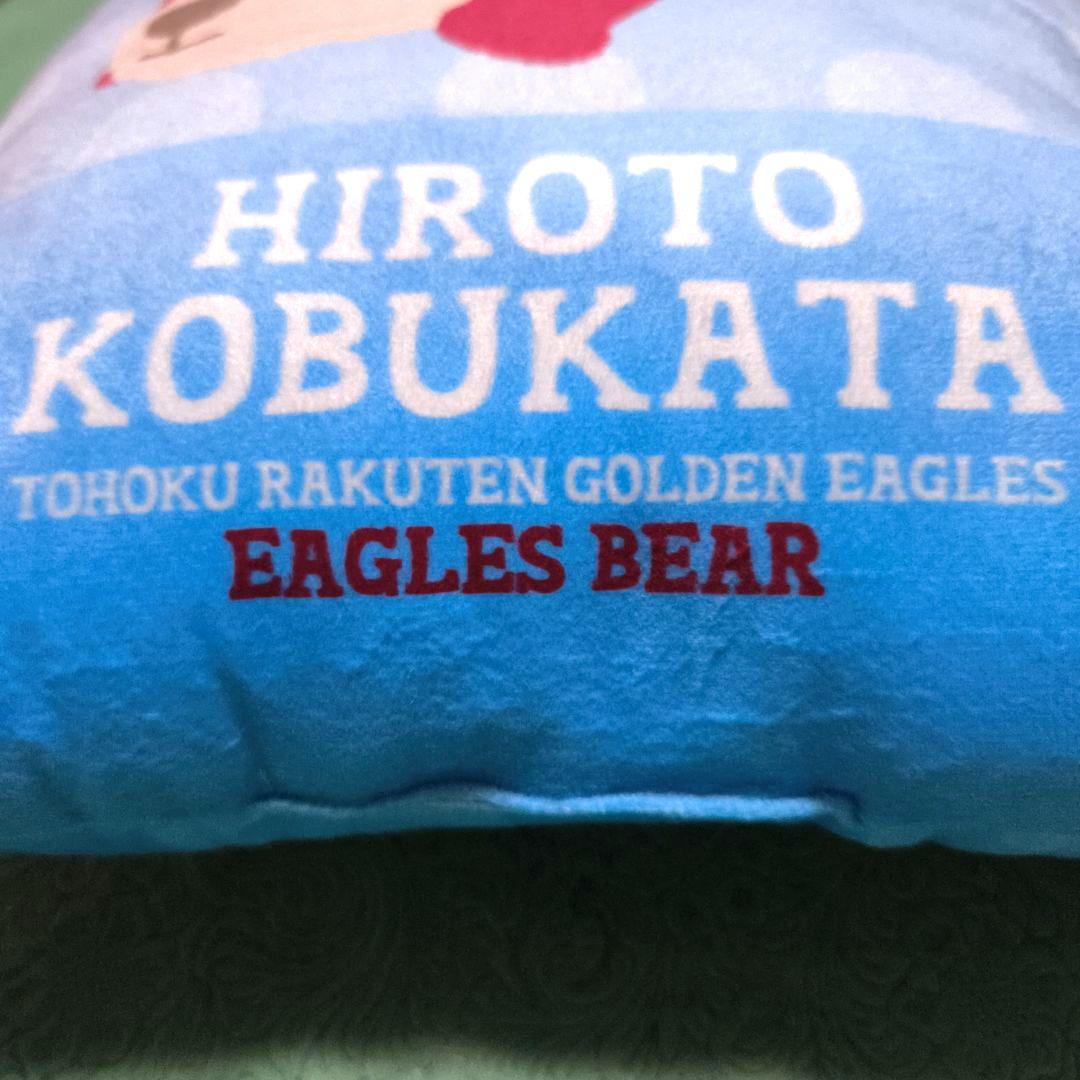 HIROTO
KOBUKATA
TOHOKU RAKUTEN GOLDEN EAGLES
EAGLES BEAR